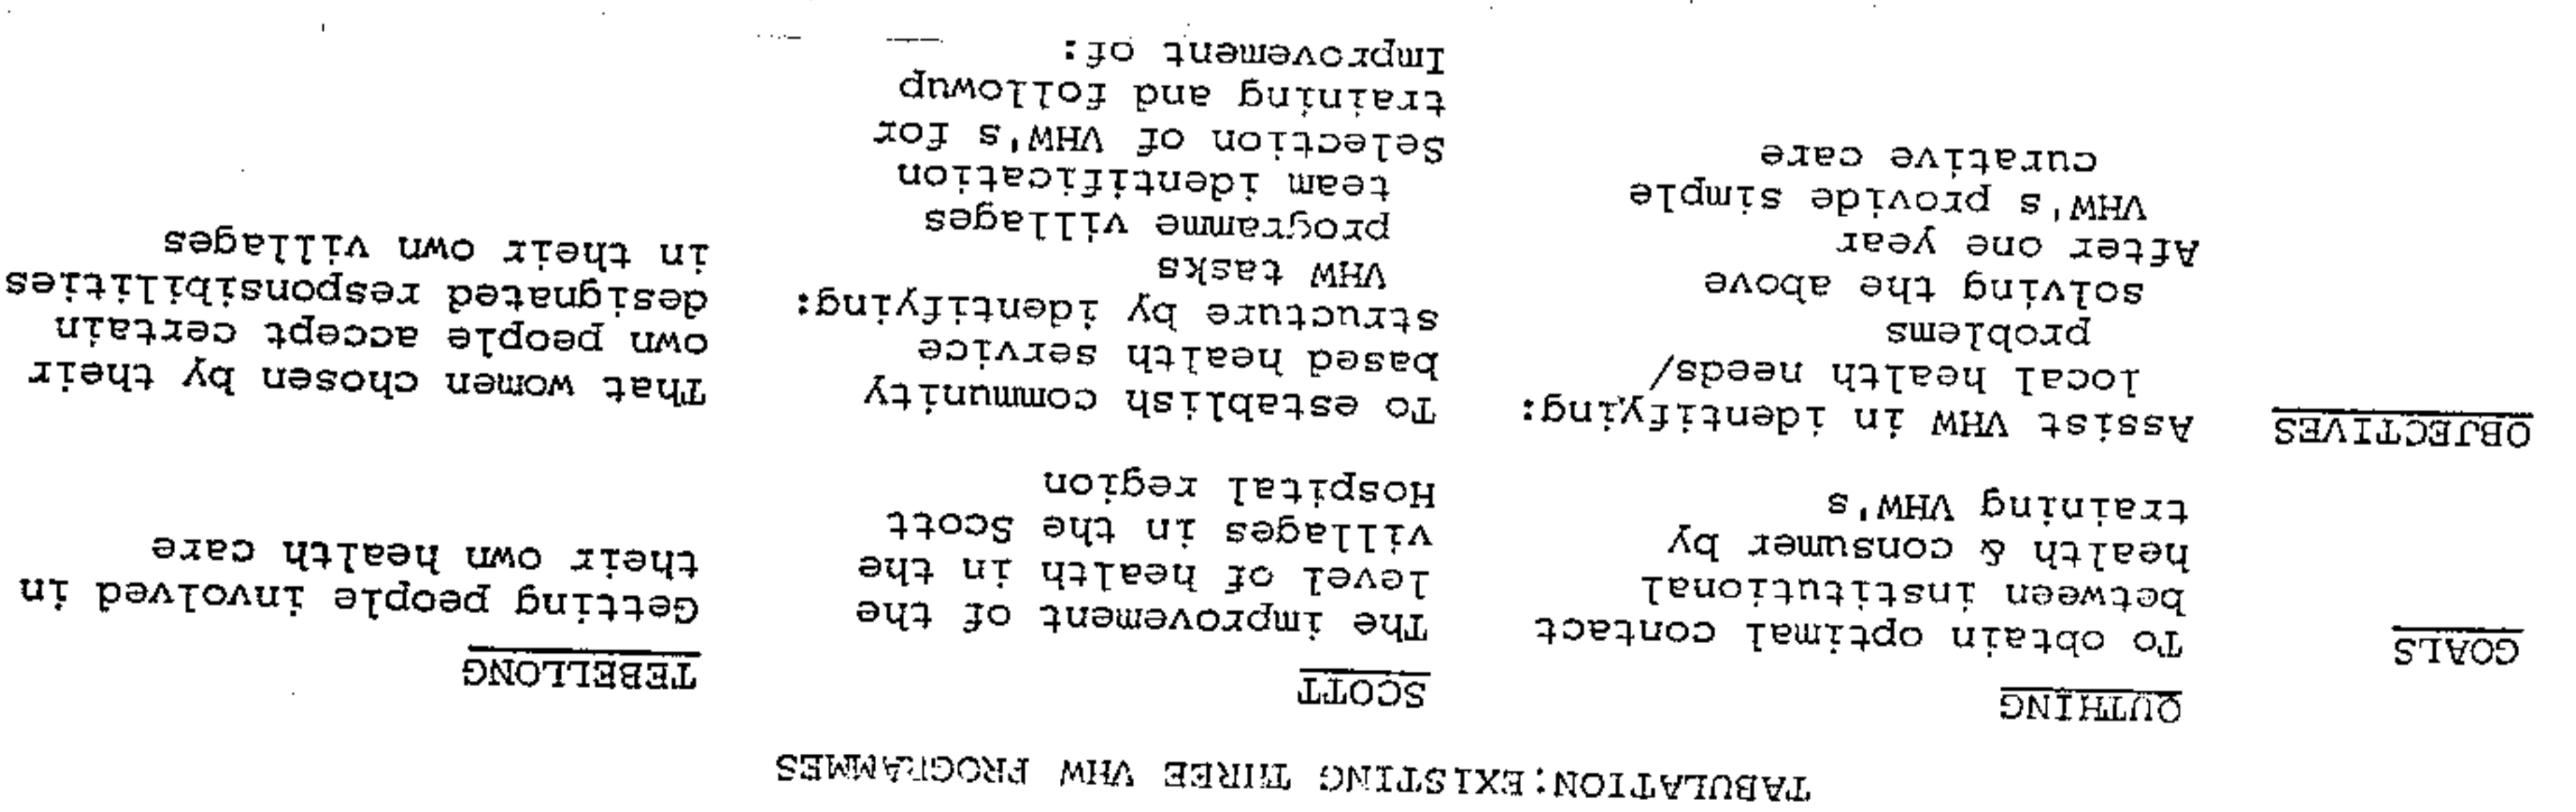 TABULATION:EXISTING THREE VHW PROGRAMMES
QUTHING SCOTT TEBELLONG
GOALS
To obtain optimal contact
between institutional
health & consumer by
training VHW's
The improvement of the
level of health in the
villages in the Scott
Hospital region
Getting people involved in
their own health care
OBJECTIVES
Assist VHW in identifying:
local health needs/
problems
solving the above
After one year
VHW's provide simple
curative care
To establish community
based health service
structure by identifying:
VHW tasks
programme villages
team identification
Selection of VHW's for
training and followup
Improvement of:
That women chosen by their
own people accept certain
designated responsibilities
in their own villages